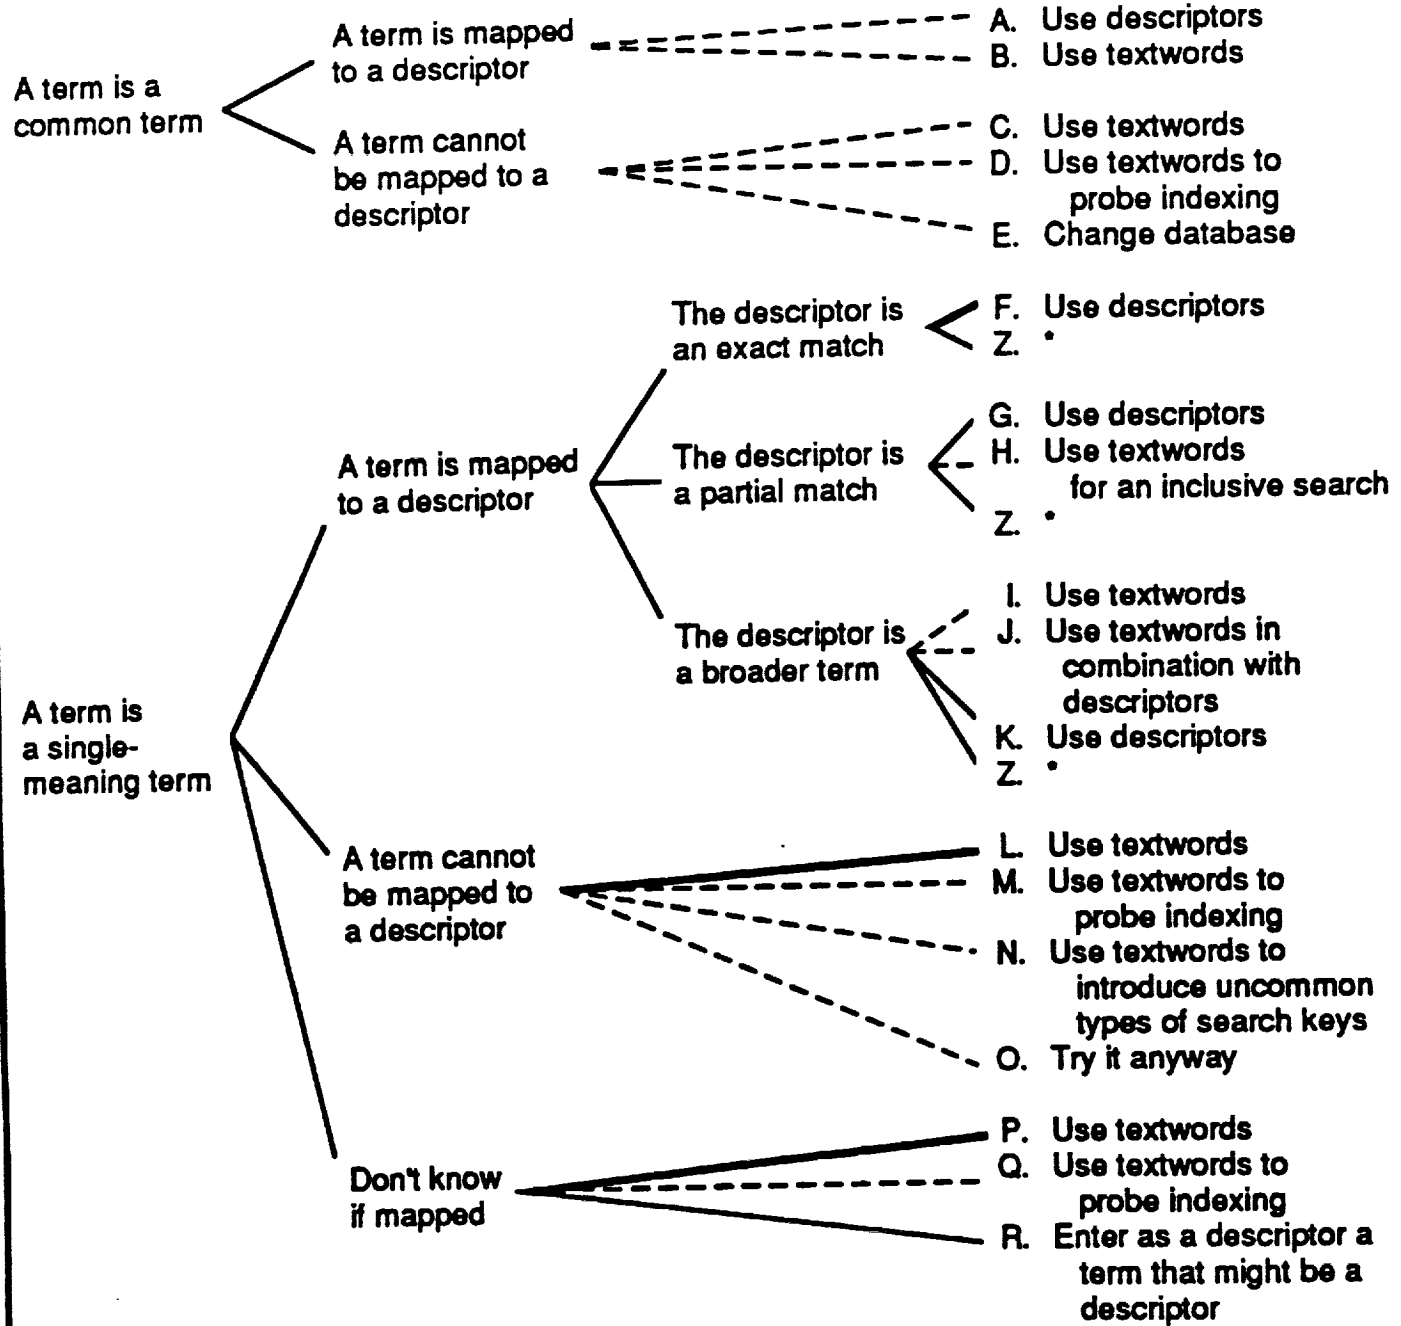 A term is a
common term
A term is mapped
to a descriptor
A. Use descriptors
B. Use textwords
A term cannot
be mapped to a
descriptor
C. Use textwords
D. Use textwords to
probe indexing
E. Change database
A term is
a single-
meaning term
A term is mapped
to a descriptor
The descriptor is
an exact match
F. Use descriptors
Z. *
The descriptor is
a partial match
G. Use descriptors
H. Use textwords
for an inclusive search
Z. *
The descriptor is
a broader term
I. Use textwords
J. Use textwords in
combination with
descriptors
K. Use descriptors
Z. *
A term cannot
be mapped to
a descriptor
L. Use textwords
M. Use textwords to
probe indexing
N. Use textwords to
introduce uncommon
types of search keys
O. Try it anyway
Don't know
if mapped
P. Use textwords
Q. Use textwords to
probe indexing
R. Enter as a descriptor a
term that might be a
descriptor